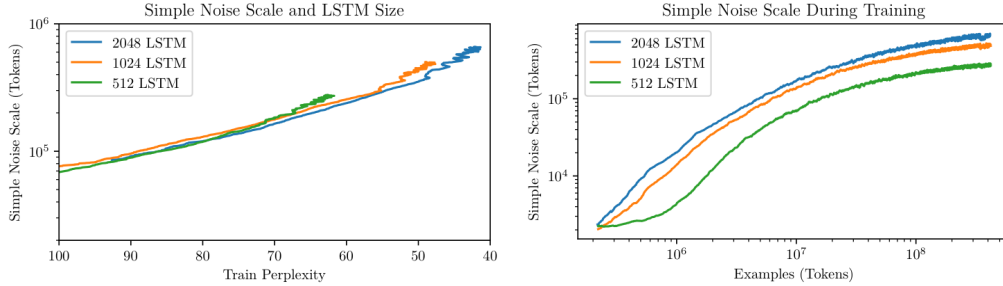 Simple Noise Scale and LSTM Size
10^6
10^5
Simple Noise Scale (Tokens)
2048 LSTM
1024 LSTM
512 LSTM
100 90 80 70 60 50 40
Train Perplexity
Simple Noise Scale During Training
10^5
10^4
Simple Noise Scale (Tokens)
2048 LSTM
1024 LSTM
512 LSTM
10^6 10^7 10^8
Examples (Tokens)